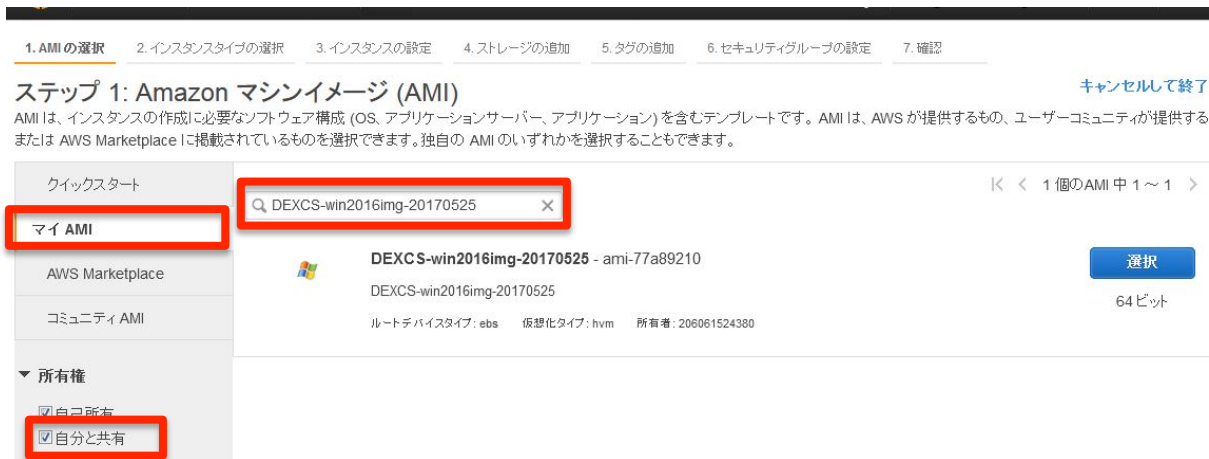 1. AMI の選択 2. インスタンスタイプの選択 3. インスタンスの設定 4. ストレージの追加 5. タグの追加 6. セキュリティグループの設定 7. 確認
ステップ 1: Amazon マシンイメージ (AMI)
キャンセルして終了
AMI は、インスタンスの作成に必要なソフトウェア構成 (OS、アプリケーションサーバー、アプリケーション) を含むテンプレートです。AMI は、AWS が提供するもの、ユーザーコミュニティが提供する
または AWS Marketplace に掲載されているものを選択できます。独自の AMI のいずれかを選択することもできます。
クイックスタート
マイ AMI
AWS Marketplace
コミュニティ AMI
所有権
自己所有
自分と共有
DEXCS-win2016img-20170525
1 個の AMI 中 1 ~ 1
DEXCS-win2016img-20170525 - ami-77a89210
DEXCS-win2016img-20170525
ルートデバイスタイプ: ebs 仮想化タイプ: hvm 所有者: 206061524380
選択
64 ビット